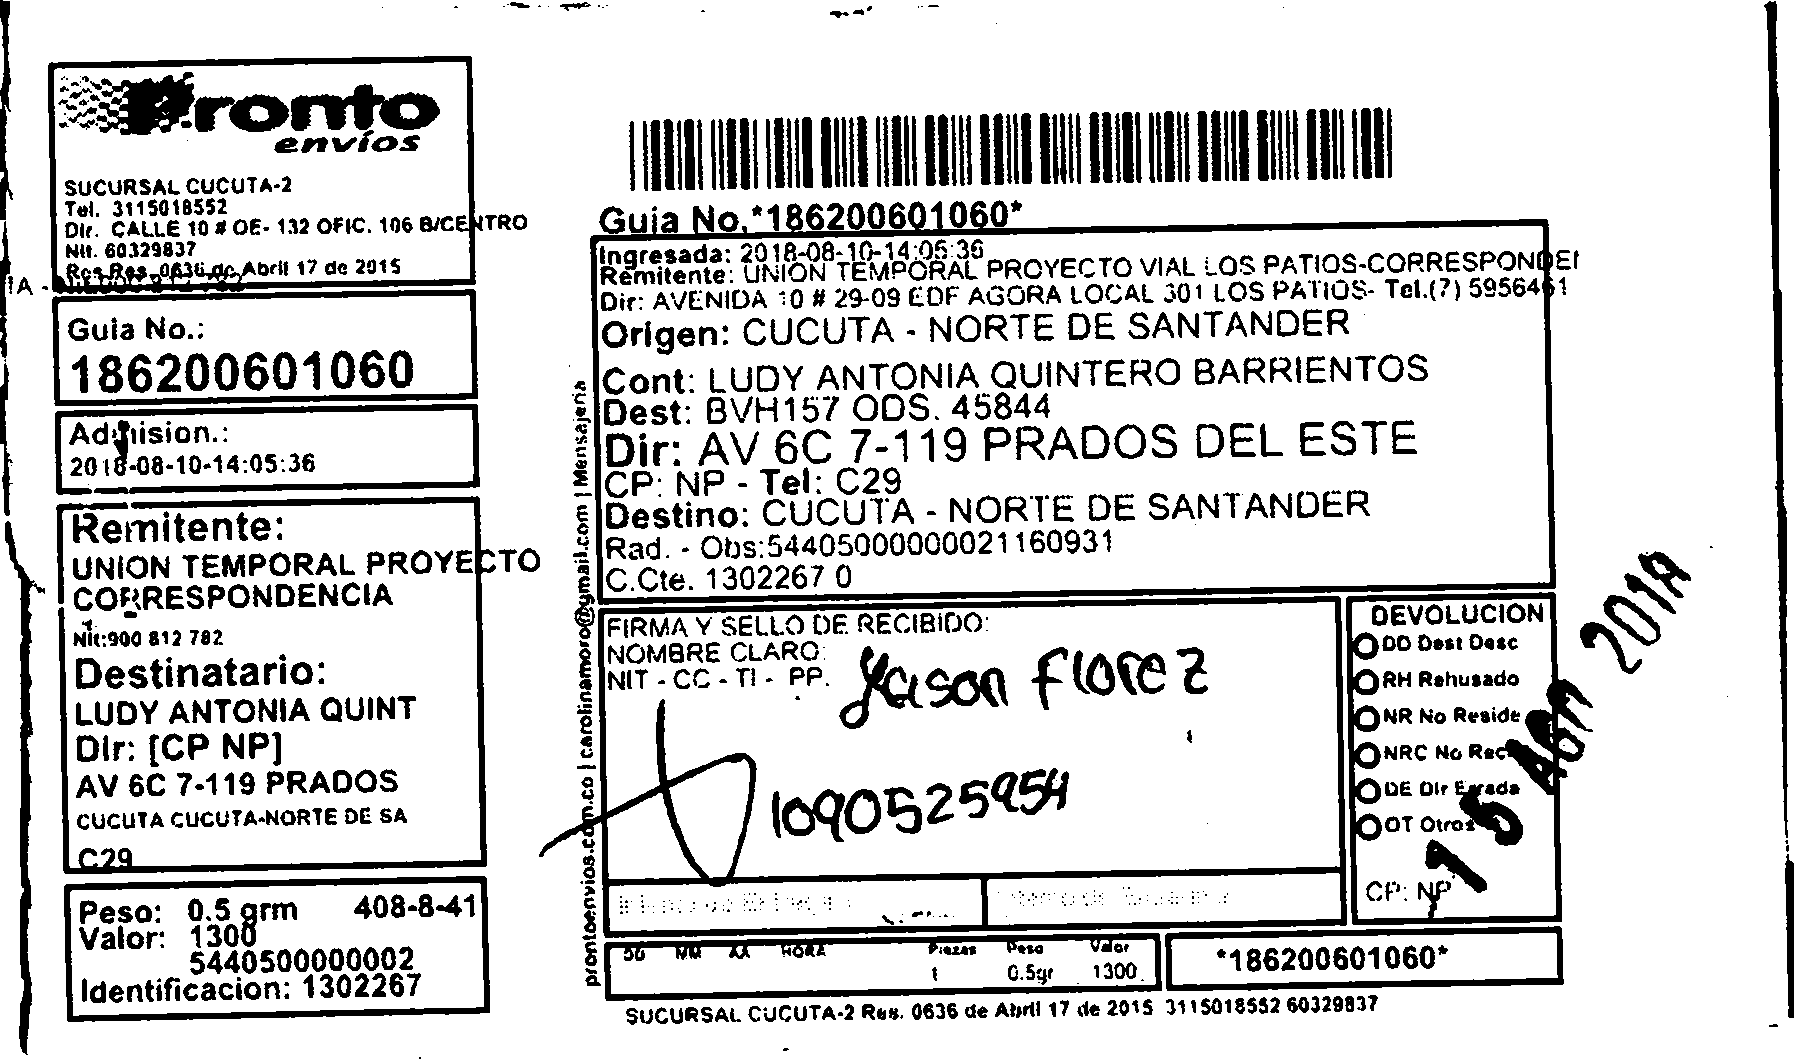 Pronto
envíos
SUCURSAL CUCUTA-2
Tel. 3115018552
Dir. CALLE 10 # OE- 132 OFIC. 106 B/CENTRO
Nit. 60329837
Res.Res. 0636 de Abril 17 de 2015
Guia No.:
186200601060
Admision.:
2018-08-10-14:05:36
Remitente:
UNION TEMPORAL PROYECTO
CORRESPONDENCIA
Nit:900 812 782
Destinatario:
LUDY ANTONIA QUINT
Dir: [CP NP]
AV 6C 7-119 PRADOS
CUCUTA CUCUTA-NORTE DE SA
C29
Peso: 0.5 grm 408-8-41
Valor: 1300
5440500000002
Identificacion: 1302267
prontoenvios.com.co | carolinamoro@gmail.com | Mensajeria
Guia No.*186200601060*
Ingresada: 2018-08-10-14:05:36
Remitente: UNION TEMPORAL PROYECTO VIAL LOS PATIOS-CORRESPONDEI
Dir: AVENIDA 10 # 29-09 EDF AGORA LOCAL 301 LOS PATIOS- Tel.(7) 5956461
Origen: CUCUTA - NORTE DE SANTANDER
Cont: LUDY ANTONIA QUINTERO BARRIENTOS
Dest: BVH157 ODS. 45844
Dir: AV 6C 7-119 PRADOS DEL ESTE
CP: NP - Tel: C29
Destino: CUCUTA - NORTE DE SANTANDER
Rad. - Obs:54405000000021160931
C.Cte. 1302267 0
FIRMA Y SELLO DE RECIBIDO:
NOMBRE CLARO:
NIT - CC - TI - PP.
Yason Florez
1090525954
DEVOLUCION
DD Dest Desc
RH Rehusado
NR No Reside
NRC No Rec
DE Dir Errada
OT Otros
CP: NP
15 AGO 2018
DD MM AA HORA Piezas Peso Valor
1 0.5gr 1300
*186200601060*
SUCURSAL CUCUTA-2 Res. 0636 de Abril 17 de 2015 3115018552 60329837